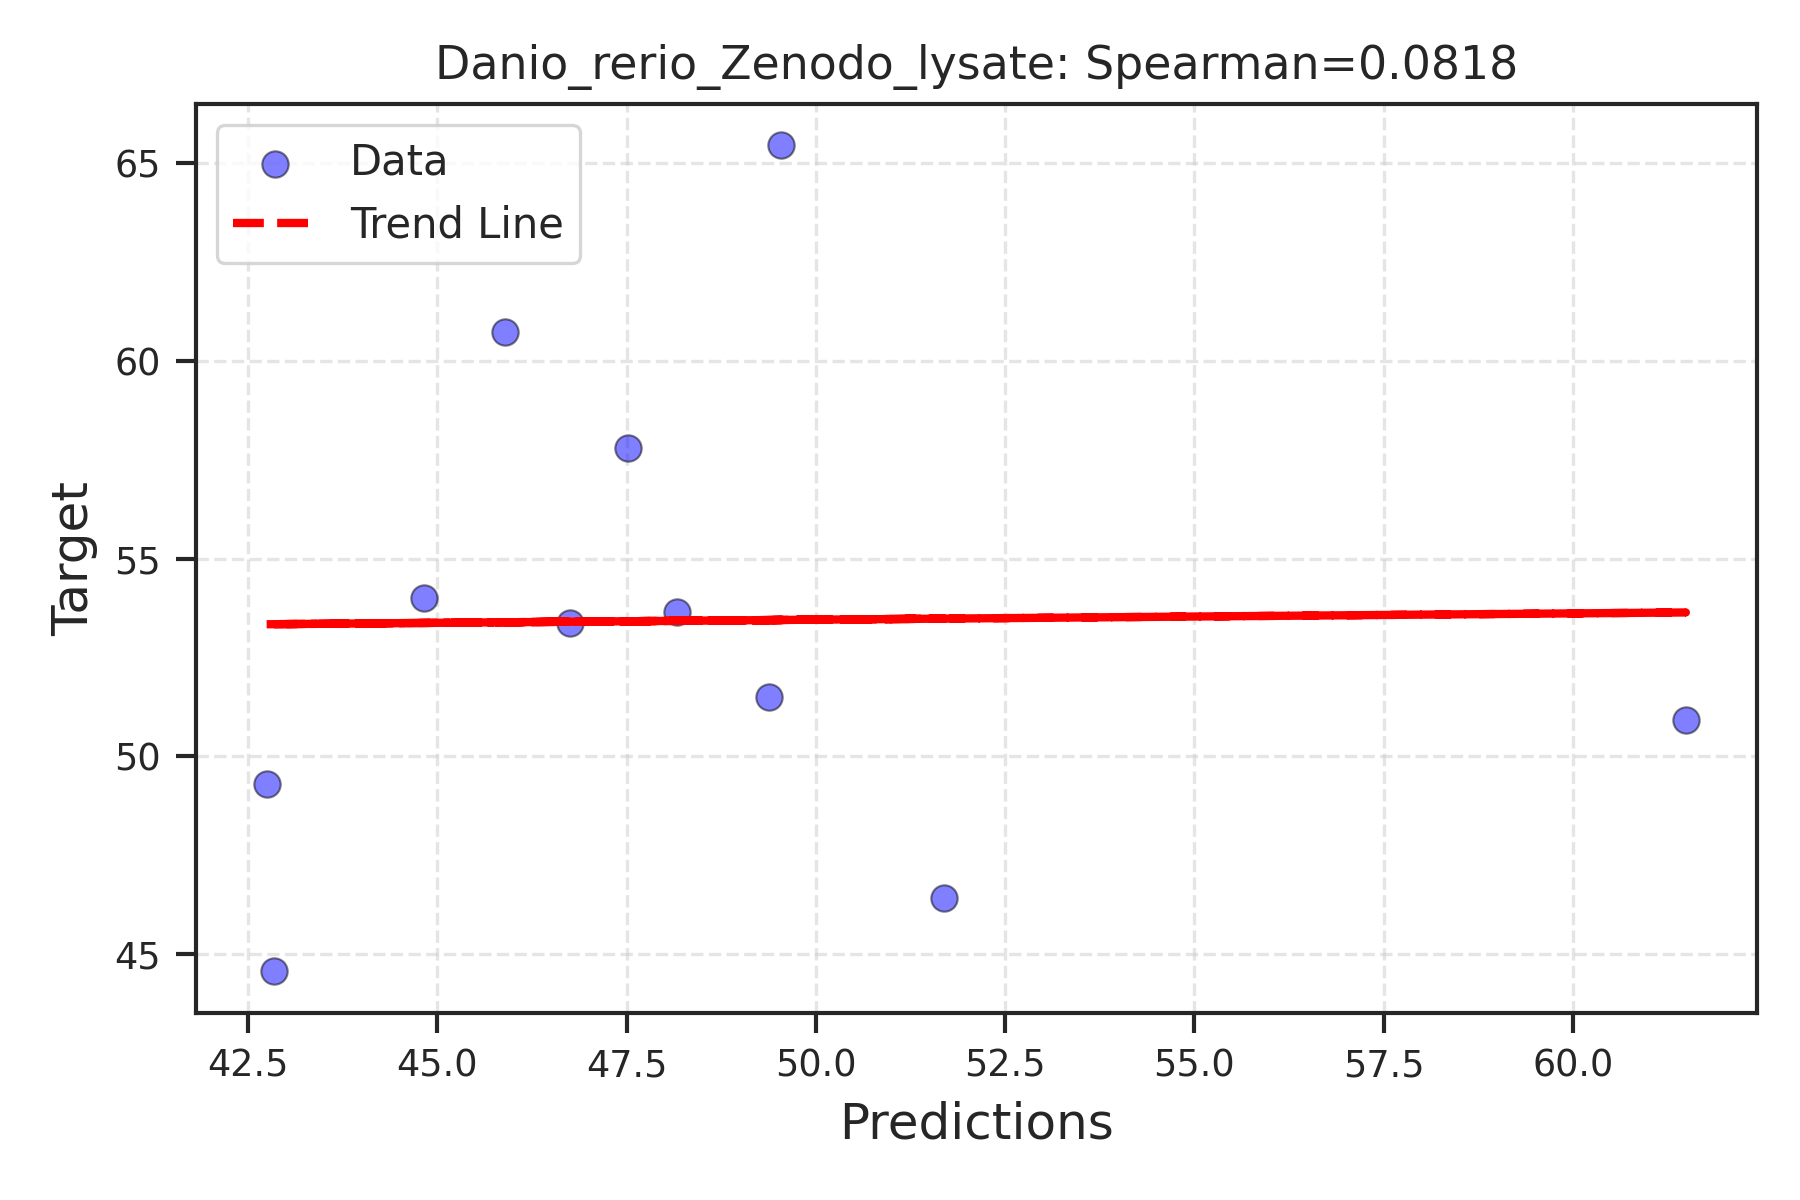 Danio_rerio_Zenodo_lysate: Spearman=0.0818
Data
Trend Line
65
60
55
50
45
Target
42.5 45.0 47.5 50.0 52.5 55.0 57.5 60.0
Predictions